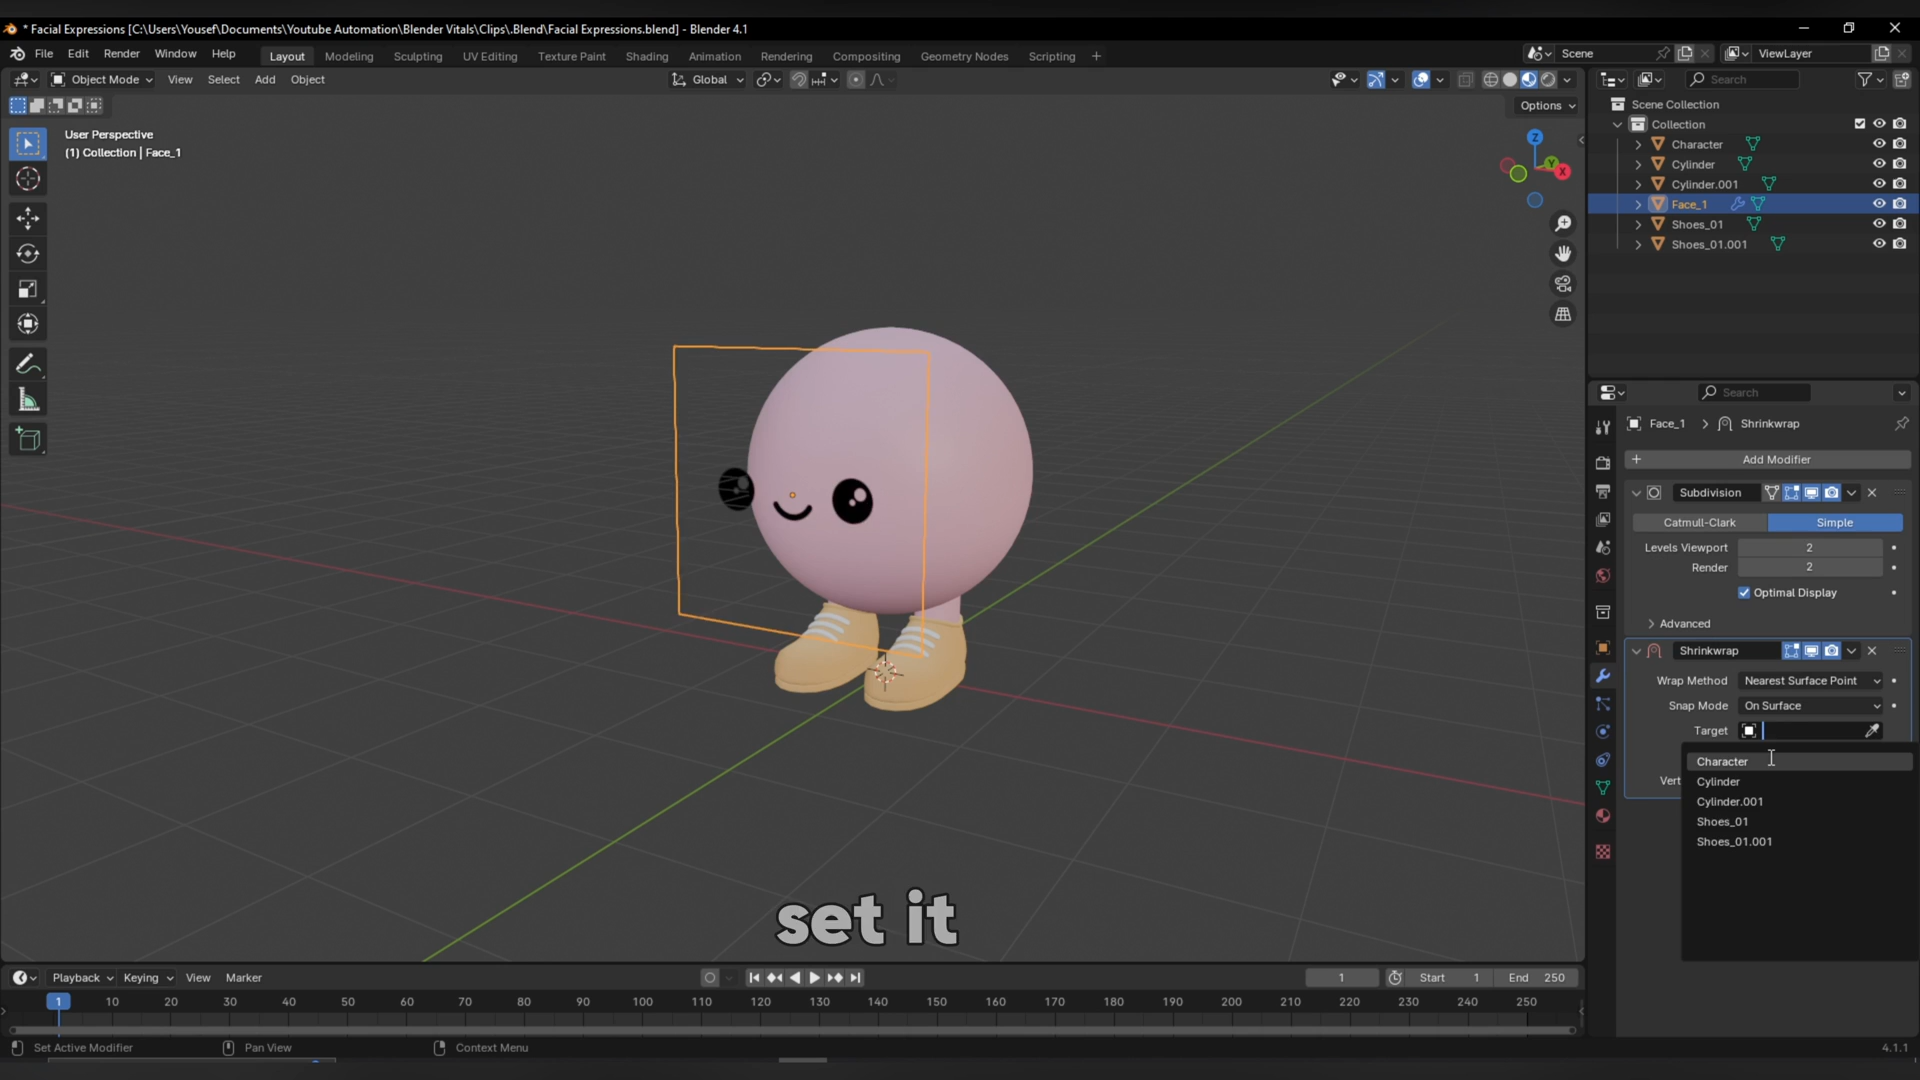 * Facial Expressions [C:\Users\Yousef\Documents\Youtube Automation\Blender Vitals\Clips\.Blend\Facial Expressions.blend] - Blender 4.1
File Edit Render Window Help Layout Modeling Sculpting UV Editing Texture Paint Shading Animation Rendering Compositing Geometry Nodes Scripting + Scene ViewLayer
Object Mode View Select Add Object Global Search
Options
User Perspective
(1) Collection | Face_1
Z
Y
X
Scene Collection
Collection
Character
Cylinder
Cylinder.001
Face_1
Shoes_01
Shoes_01.001
Search
Face_1 > Shrinkwrap
+ Add Modifier
Subdivision
Catmull-Clark Simple
Levels Viewport 2
Render 2
Optimal Display
Advanced
Shrinkwrap
Wrap Method Nearest Surface Point
Snap Mode On Surface
Target
Vert
Character
Cylinder
Cylinder.001
Shoes_01
Shoes_01.001
set it
Playback Keying View Marker 1 Start 1 End 250
1 10 20 30 40 50 60 70 80 90 100 110 120 130 140 150 160 170 180 190 200 210 220 230 240 250
Set Active Modifier Pan View Context Menu 4.1.1